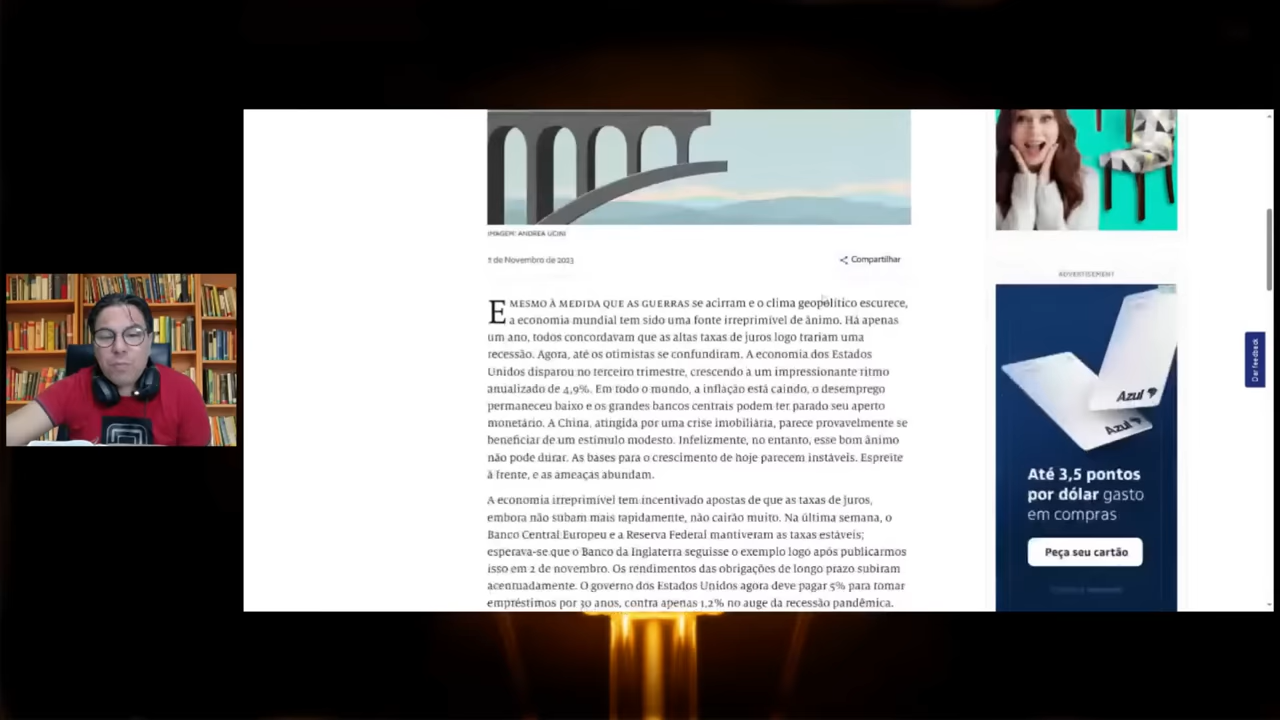 IMAGEM: ANDREA UCINI
2 de Novembro de 2023
Compartilhar
E MESMO À MEDIDA QUE AS GUERRAS se acirram e o clima geopolítico escurece,
a economia mundial tem sido uma fonte irreprimível de ânimo. Há apenas
um ano, todos concordavam que as altas taxas de juros logo trariam uma
recessão. Agora, até os otimistas se confundiram. A economia dos Estados
Unidos disparou no terceiro trimestre, crescendo a um impressionante ritmo
anualizado de 4,9%. Em todo o mundo, a inflação está caindo, o desemprego
permaneceu baixo e os grandes bancos centrais podem ter parado seu aperto
monetário. A China, atingida por uma crise imobiliária, parece provavelmente se
beneficiar de um estímulo modesto. Infelizmente, no entanto, esse bom ânimo
não pode durar. As bases para o crescimento de hoje parecem instáveis. Espreite
à frente, e as ameaças abundam.
A economia irreprimível tem incentivado apostas de que as taxas de juros,
embora não subam mais rapidamente, não cairão muito. Na última semana, o
Banco Central Europeu e a Reserva Federal mantiveram as taxas estáveis;
esperava-se que o Banco da Inglaterra seguisse o exemplo logo após publicarmos
isso em 2 de novembro. Os rendimentos das obrigações de longo prazo subiram
acentuadamente. O governo dos Estados Unidos agora deve pagar 5% para tomar
empréstimos por 30 anos, contra apenas 1,2% no auge da recessão pandêmica.
ADVERTISEMENT
Azul
Azul
Até 3,5 pontos
por dólar gasto
em compras
Peça seu cartão
Dar feedback